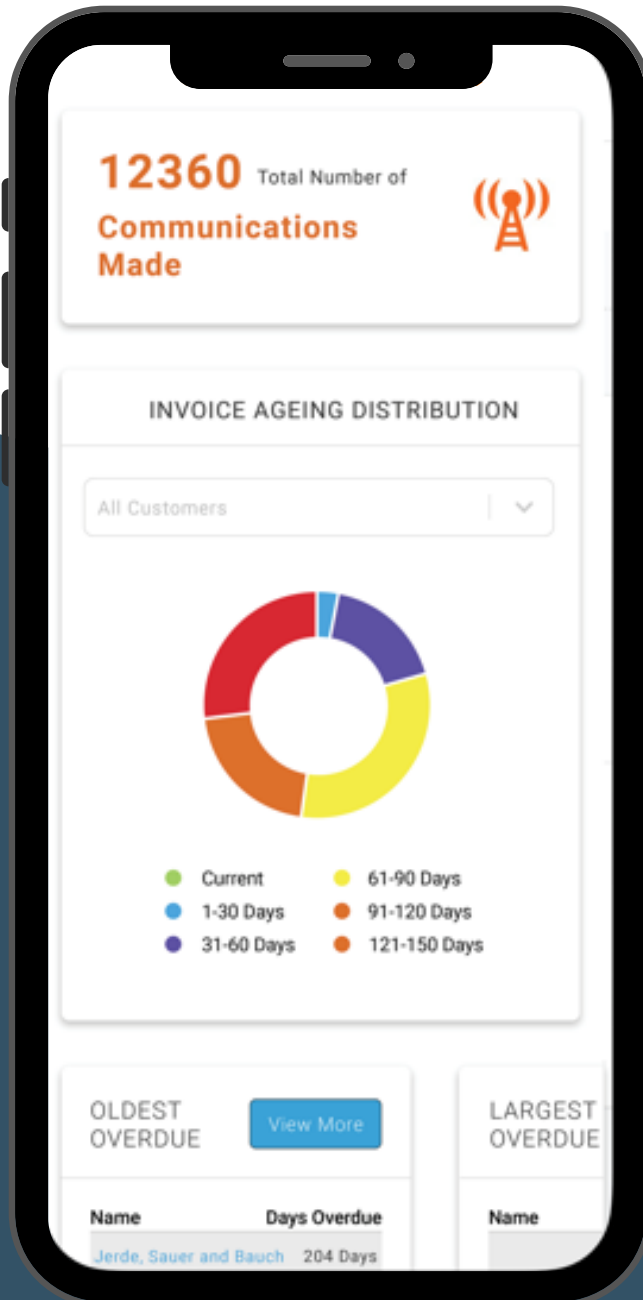 12360 Total Number of
Communications
Made
INVOICE AGEING DISTRIBUTION
All Customers
Current
61-90 Days
1-30 Days
91-120 Days
31-60 Days
121-150 Days
OLDEST
OVERDUE
View More
LARGEST
OVERDUE
Name Days Overdue
Name
Jerde, Sauer and Bauch 204 Days